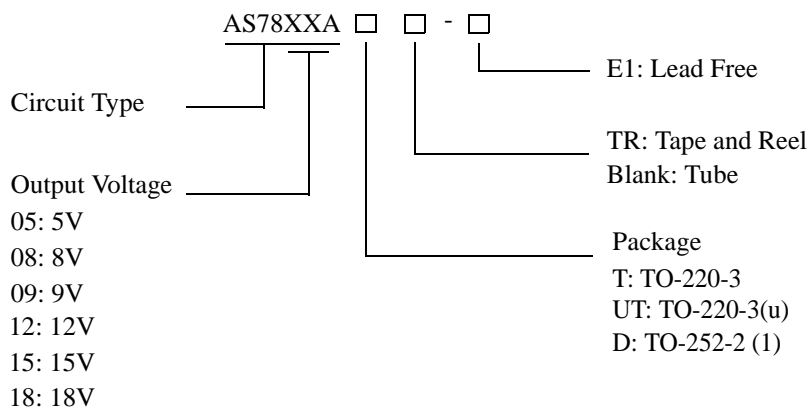 AS78XXA □ □ - □
Circuit Type
Output Voltage
05: 5V
08: 8V
09: 9V
12: 12V
15: 15V
18: 18V
E1: Lead Free
TR: Tape and Reel
Blank: Tube
Package
T: TO-220-3
UT: TO-220-3(u)
D: TO-252-2 (1)